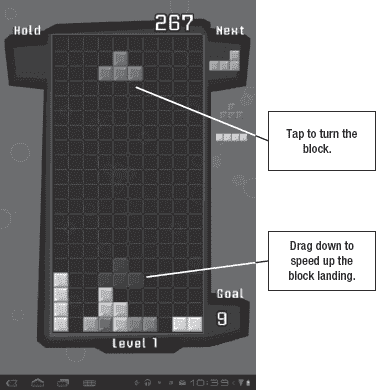 267
Hold
Next
Tap to turn the
block.
Drag down to
speed up the
block landing.
Goal
9
Level 1
10:39